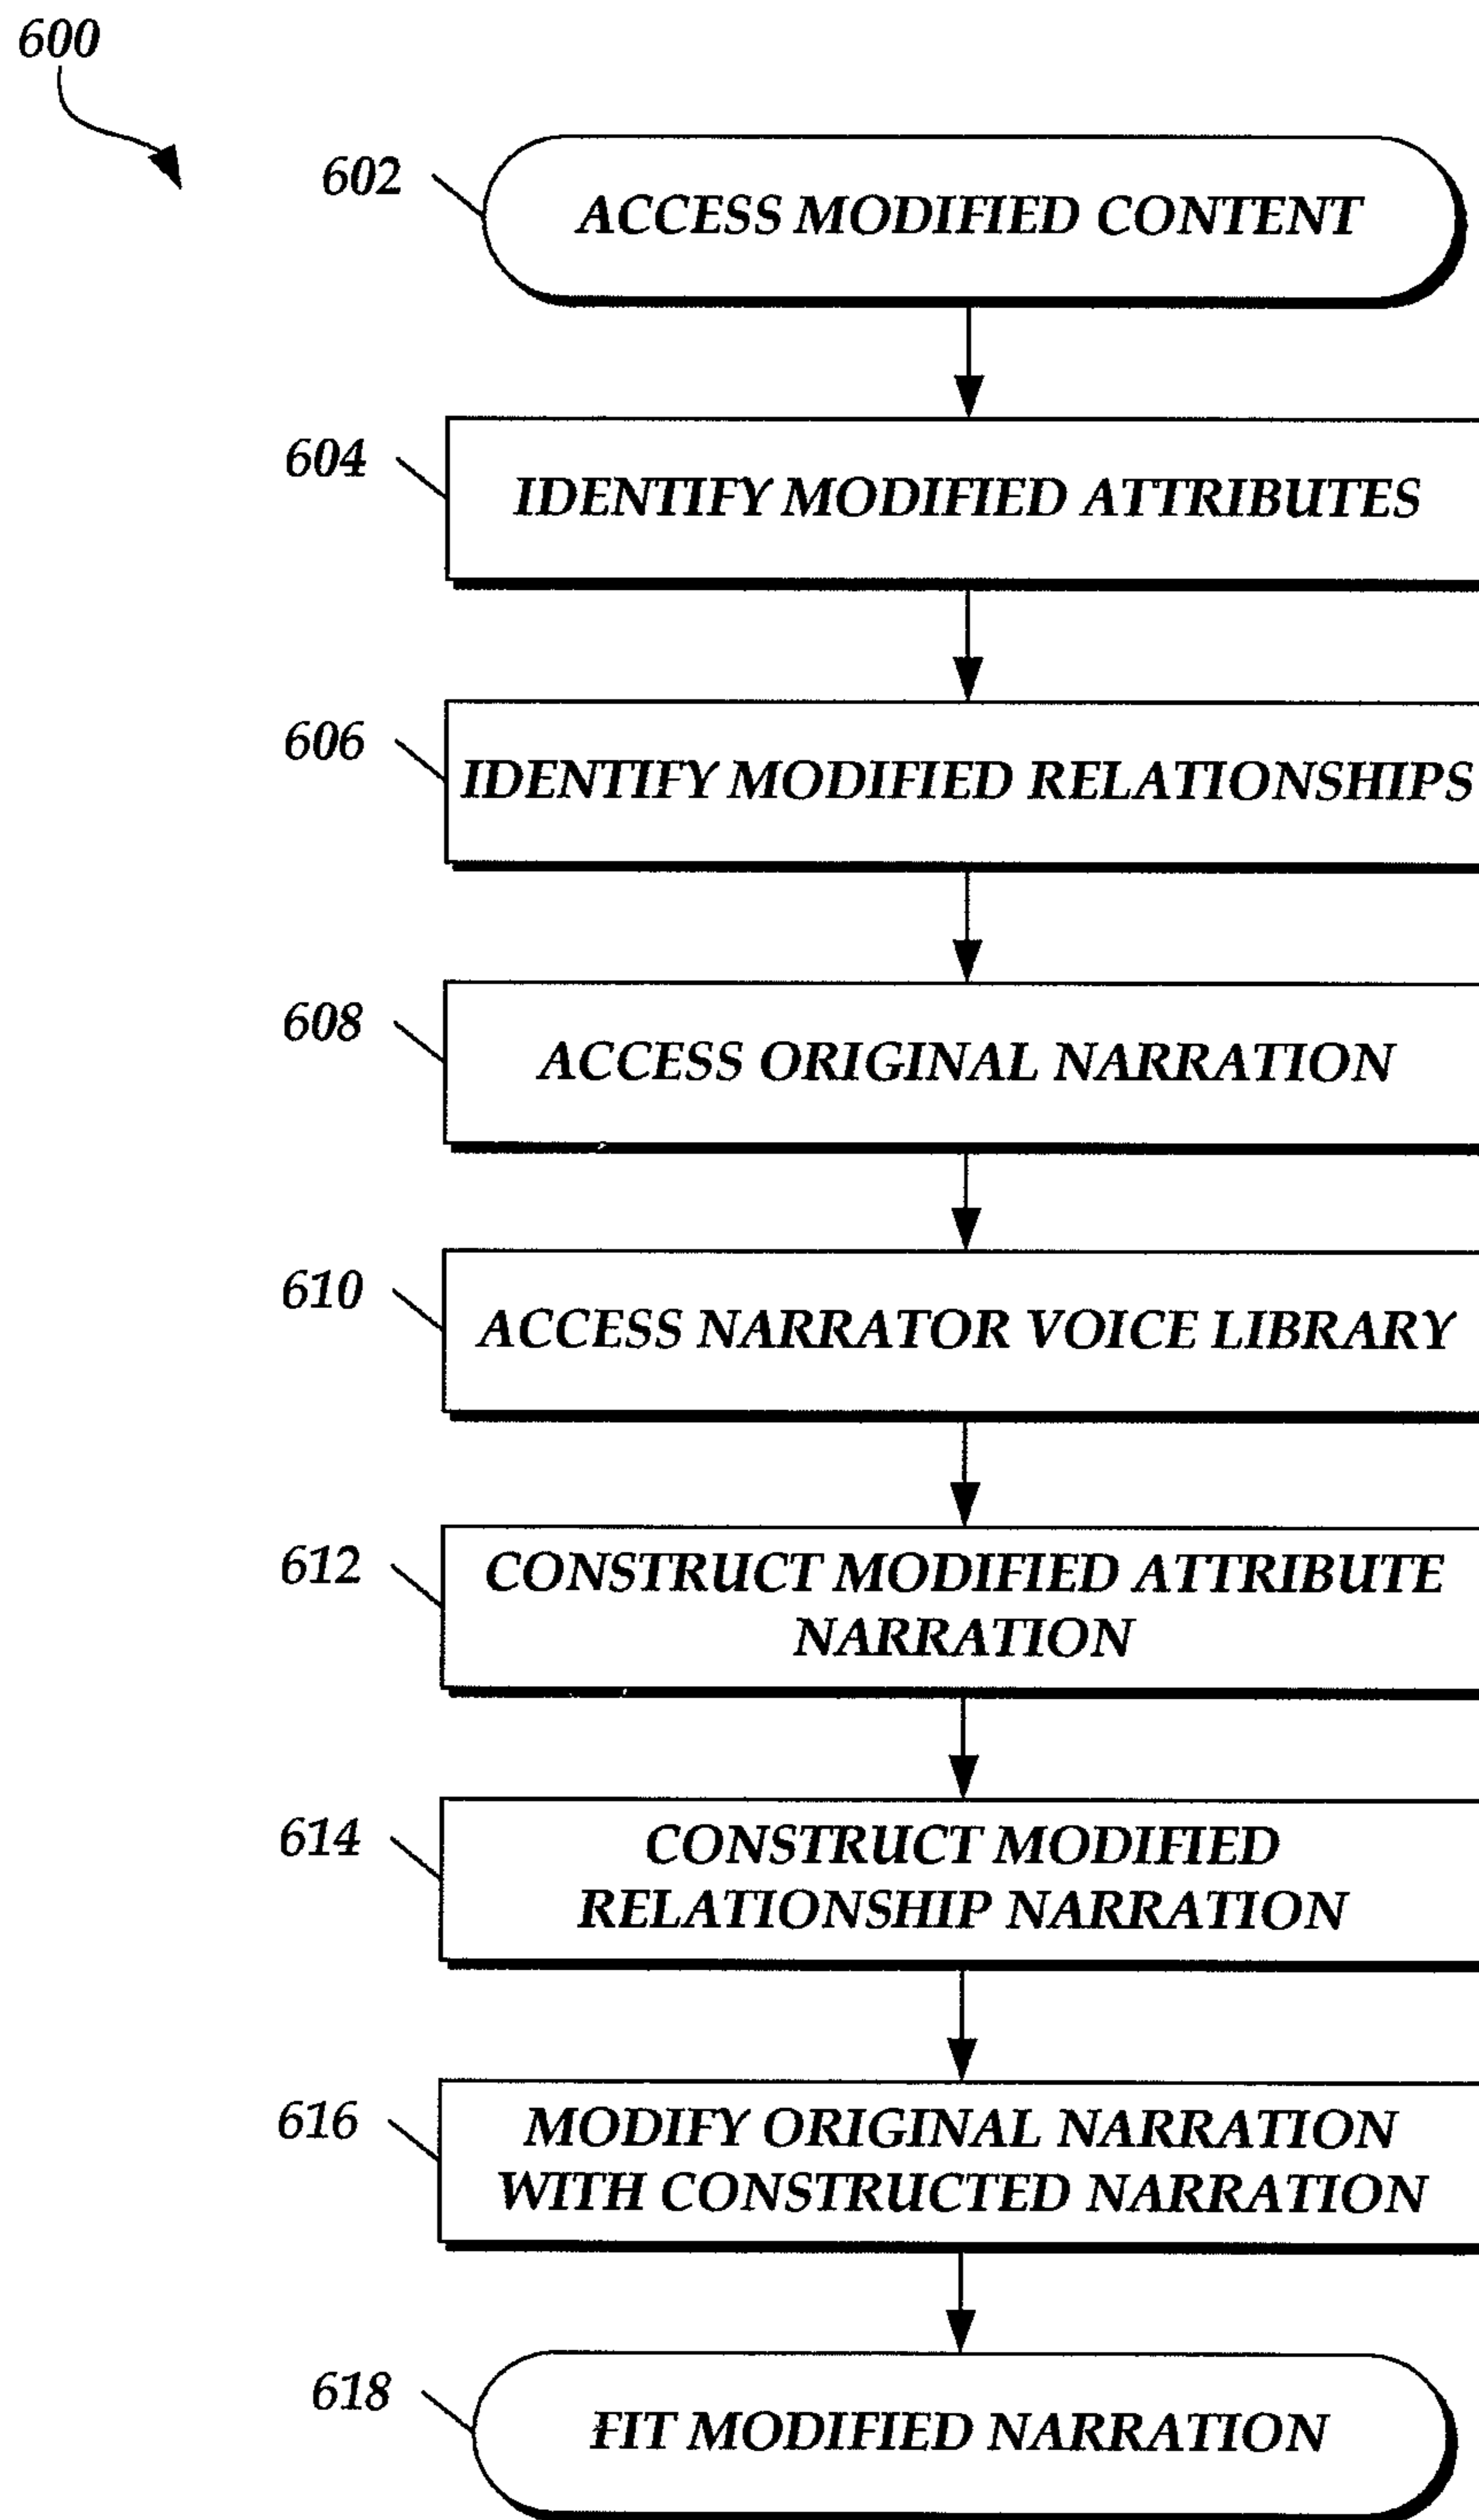 600
602
ACCESS MODIFIED CONTENT
604
IDENTIFY MODIFIED ATTRIBUTES
606
IDENTIFY MODIFIED RELATIONSHIPS
608
ACCESS ORIGINAL NARRATION
610
ACCESS NARRATOR VOICE LIBRARY
612
CONSTRUCT MODIFIED ATTRIBUTE
NARRATION
614
CONSTRUCT MODIFIED
RELATIONSHIP NARRATION
616
MODIFY ORIGINAL NARRATION
WITH CONSTRUCTED NARRATION
618
FIT MODIFIED NARRATION